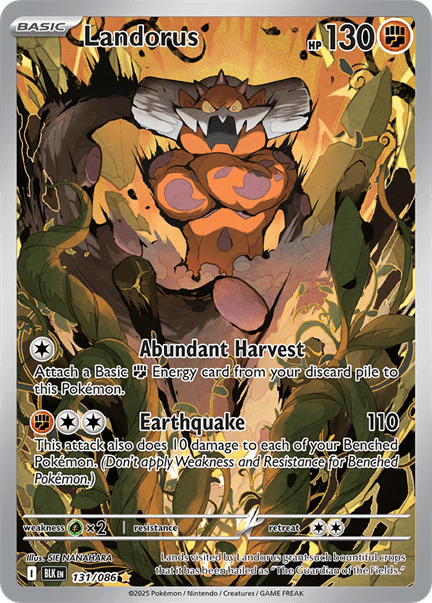 BASIC Landorus HP 130
Abundant Harvest
Attach a Basic Energy card from your discard pile to
this Pokémon.
Earthquake 110
This attack also does 10 damage to each of your Benched
Pokémon. (Don't apply Weakness and Resistance for Benched
Pokémon.)
weakness ×2 resistance retreat
Illus. SIE NANAHARA
I BLK EN 131/086
Lands visited by Landorus grant such bountiful crops
that it has been hailed as "The Guardian of the Fields."
©2025 Pokémon / Nintendo / Creatures / GAME FREAK